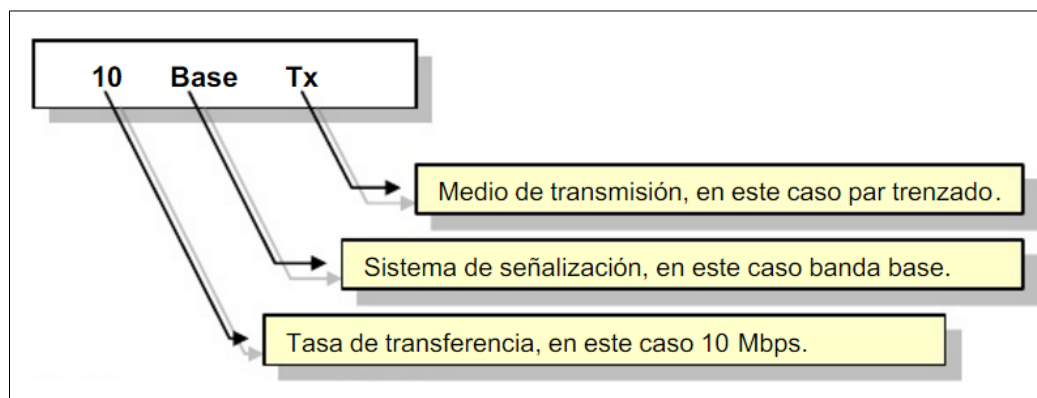 10 Base Tx
Medio de transmisión, en este caso par trenzado.
Sistema de señalización, en este caso banda base.
Tasa de transferencia, en este caso 10 Mbps.